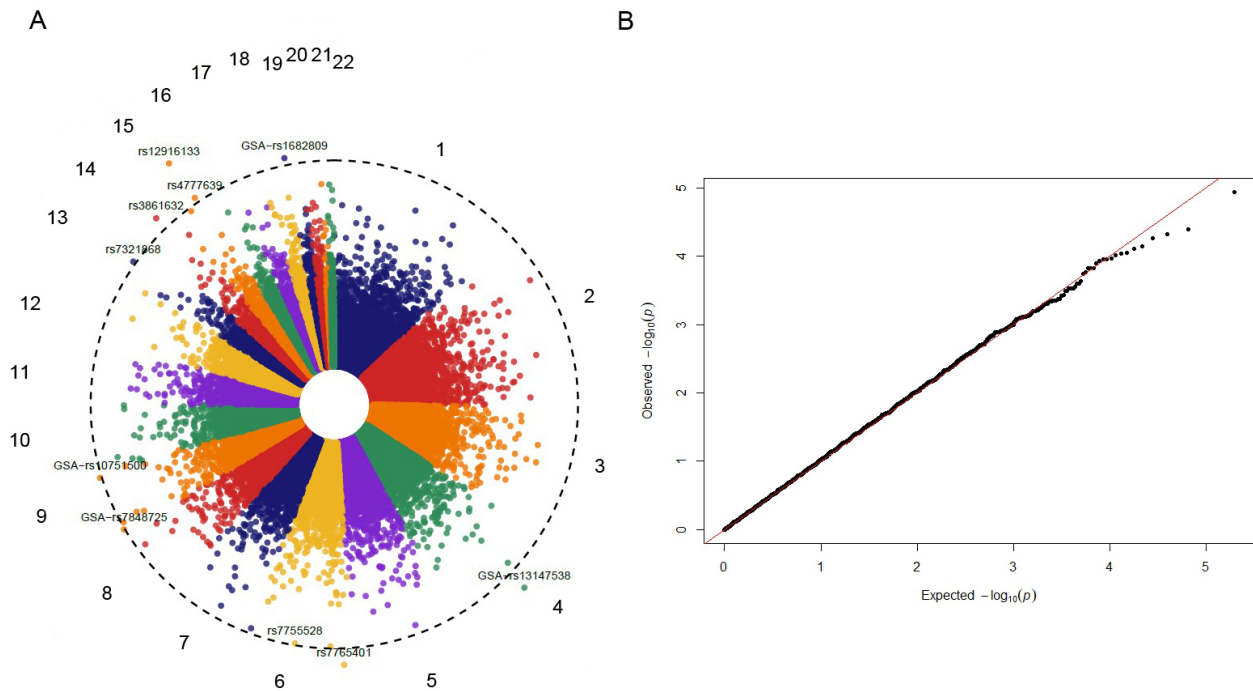 A
B
22
21
20
19
18
17
16
15
14
13
12
11
10
9
8
7
6
5
4
3
2
1
rs12916133
GSA-rs1682809
rs4777639
rs3861632
rs7321868
GSA-rs10751500
GSA-rs7848725
GSA-rs13147538
rs7755528
rs7765401
Observed −log10(p)
5
4
3
2
1
0
0 1 2 3 4 5
Expected −log10(p)